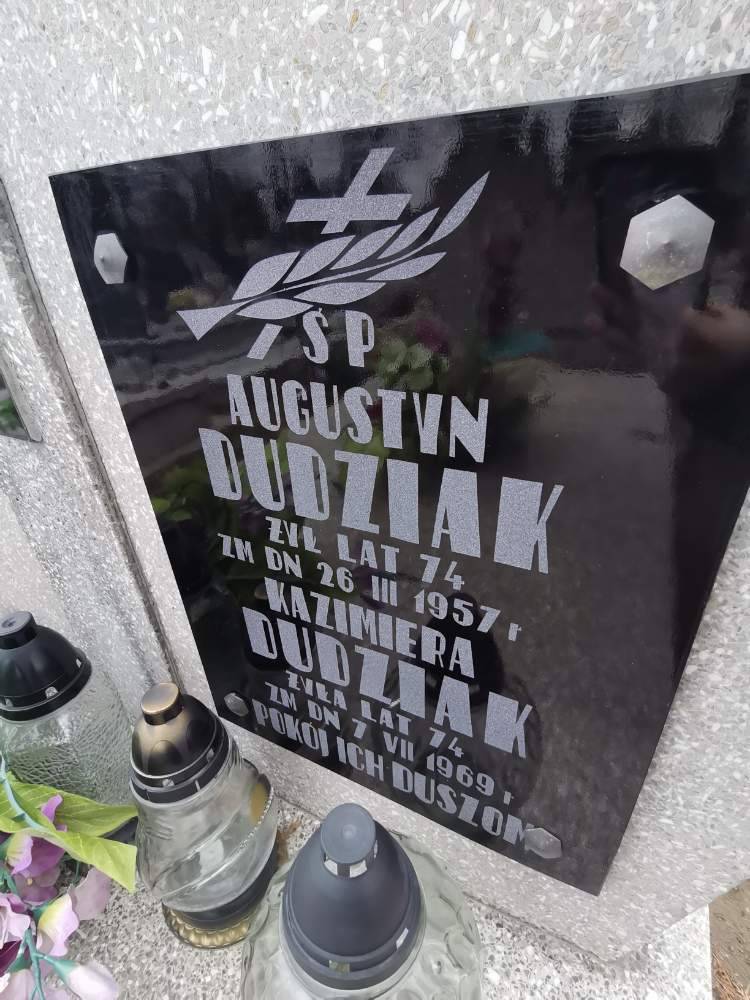 ŚP
AUGUSTYN
DUDZIAK
ŻYŁ LAT 74
ZM DN 26 III 1957 r
KAZIMIERA
DUDZIAK
ŻYŁA LAT 74
ZM DN 7 VII 1969 r
POKÓJ ICH DUSZOM